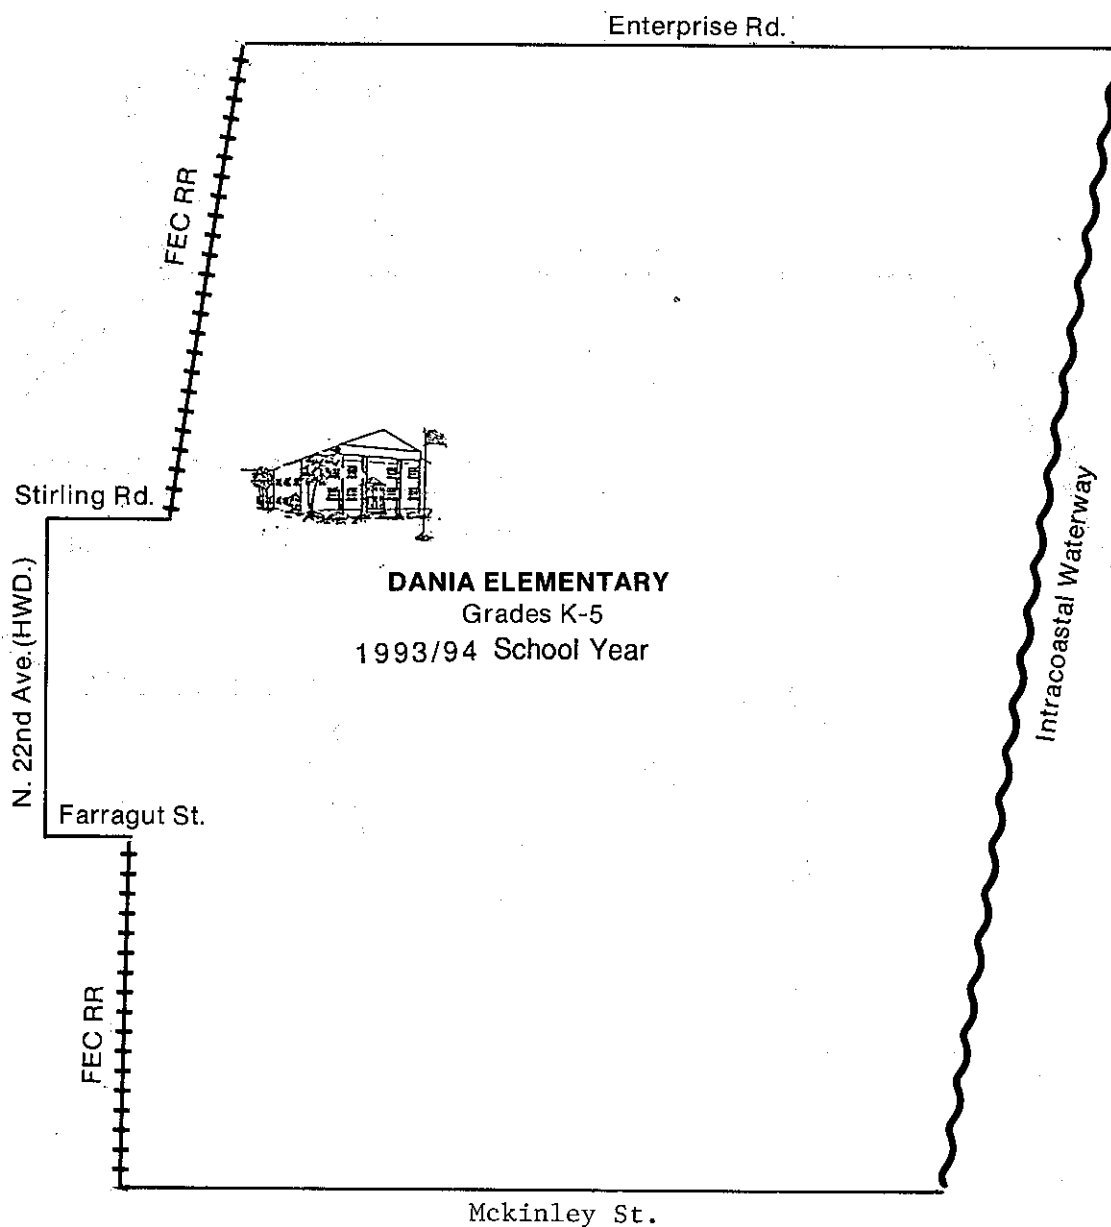 Enterprise Rd.
FEC RR
Stirling Rd.
DANIA ELEMENTARY
Grades K-5
1993/94 School Year
Intracoastal Waterway
N. 22nd Ave. (HWD.)
Farragut St.
FEC RR
Mckinley St.